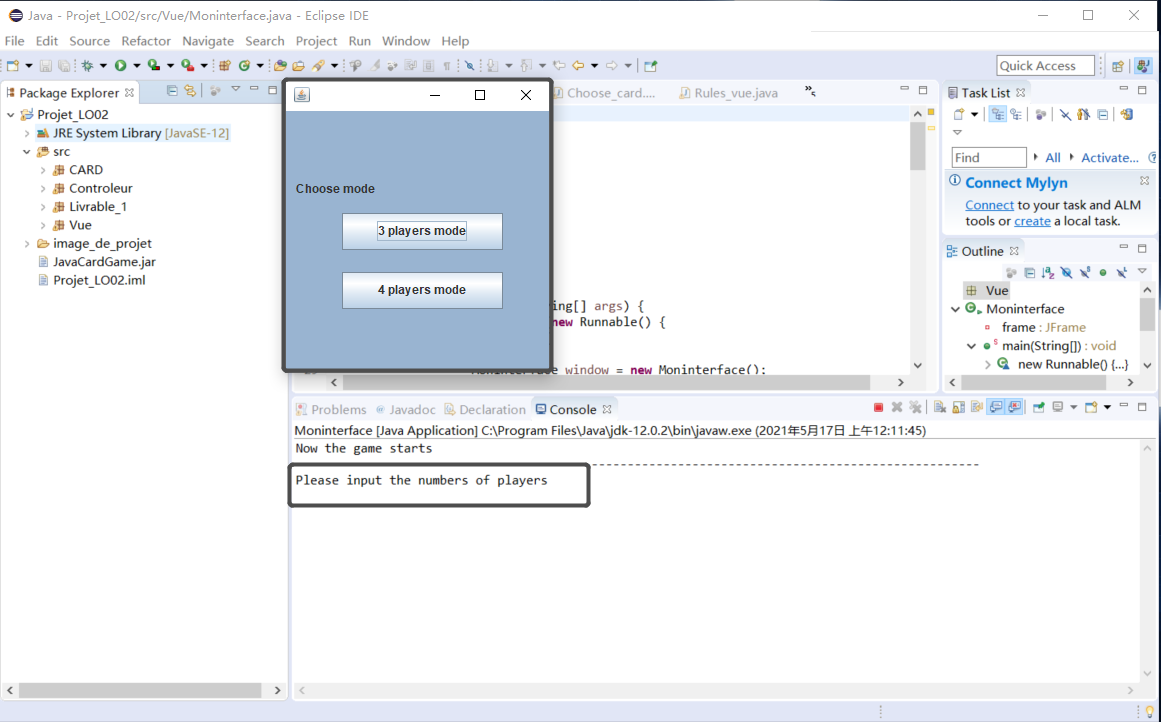 Java - Projet_LO02/src/Vue/Moninterface.java - Eclipse IDE
File Edit Source Refactor Navigate Search Project Run Window Help
Quick Access
Package Explorer
Projet_LO02
JRE System Library [JavaSE-12]
src
CARD
Controleur
Livrable_1
Vue
image_de_projet
JavaCardGame.jar
Projet_LO02.iml
Choose mode
3 players mode
4 players mode
Choose_card....
Rules_vue.java
»5
ing[] args) {
new Runnable() {
window = new Moninterface();
Task List
Find
All
Activate...
Connect Mylyn
Connect to your task and ALM
tools or create a local task.
Outline
Vue
Moninterface
frame : JFrame
main(String[]) : void
new Runnable() {...}
Problems Javadoc Declaration Console
Moninterface [Java Application] C:\Program Files\Java\jdk-12.0.2\bin\javaw.exe (2021年5月17日 上午12:11:45)
Now the game starts
Please input the numbers of players